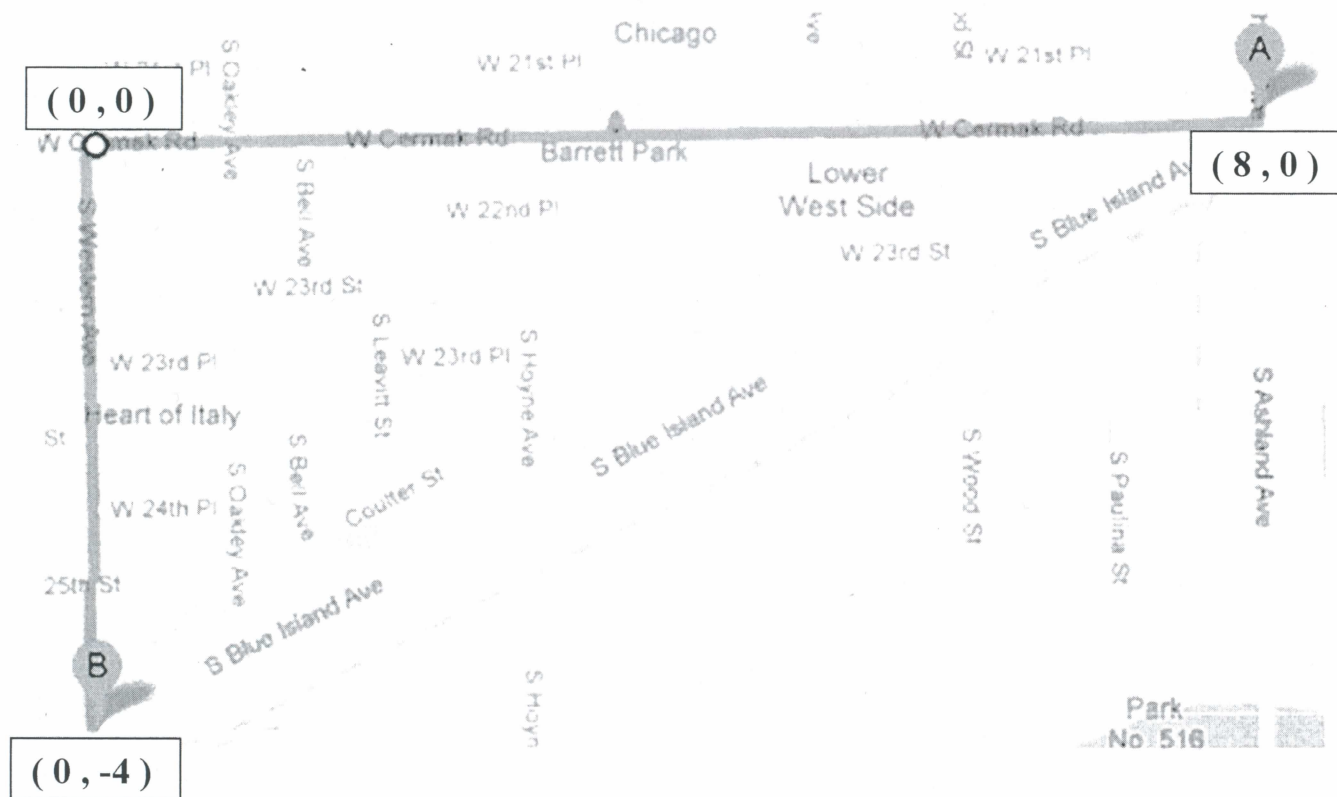 Chicago
W 21st Pl
W 21st Pl
A
S Oakley Ave
( 0 , 0 )
W Cermak Rd
W Cermak Rd
W Cermak Rd
Barrett Park
( 8 , 0 )
Lower
West Side
S Bell Ave
W 22nd Pl
S Blue Island Av
W 23rd St
S Western Ave
W 23rd St
S Leavitt St
W 23rd Pl
W 23rd Pl
S Hoyne Ave
S Ashland Ave
Heart of Italy
St
S Blue Island Ave
S Bell Ave
S Oakley Ave
Coulter St
S Wood St
S Paulina St
W 24th Pl
25th St
S Blue Island Ave
B
S Hoyn
Park
No 516
( 0 , -4 )